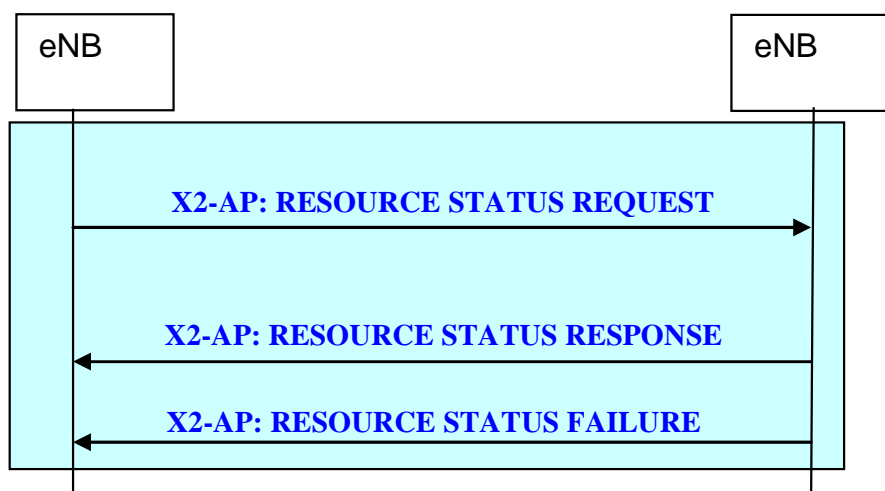 eNB
eNB
X2-AP: RESOURCE STATUS REQUEST
X2-AP: RESOURCE STATUS RESPONSE
X2-AP: RESOURCE STATUS FAILURE